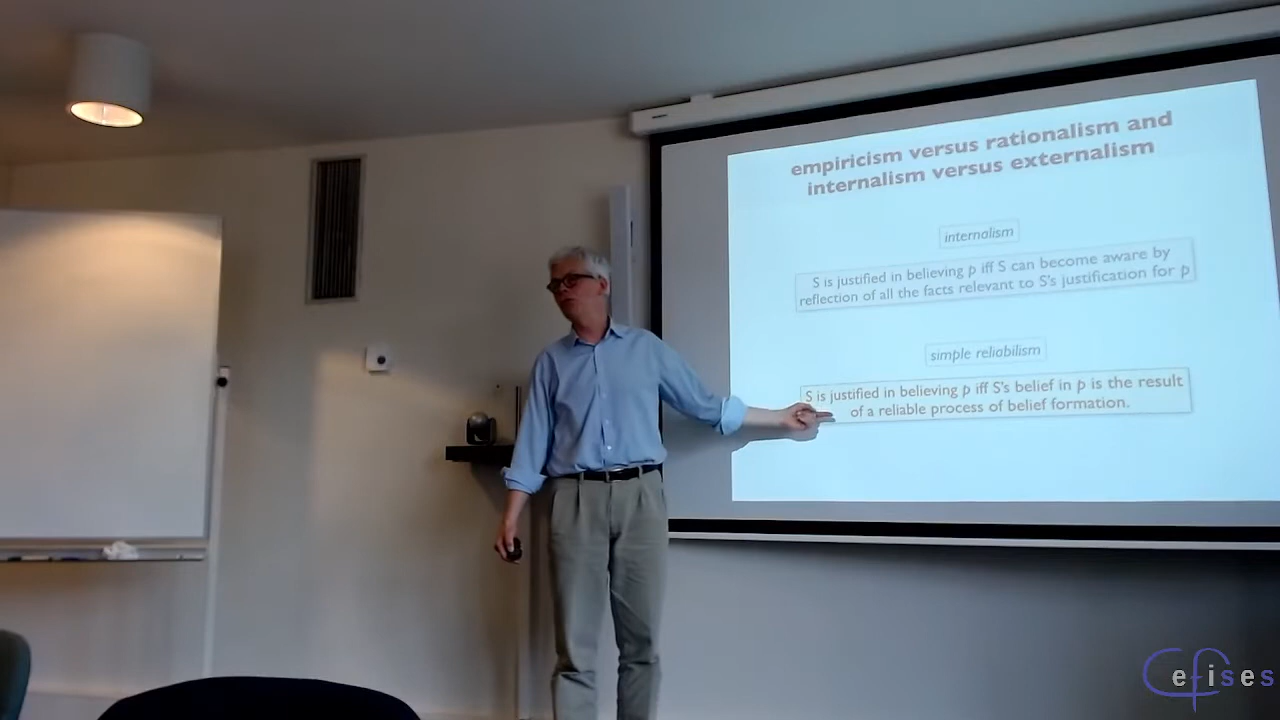 empiricism versus rationalism and
internalism versus externalism
internalism
S is justified in believing p iff S can become aware by
reflection of all the facts relevant to S's justification for p
simple reliabilism
S is justified in believing p iff S's belief in p is the result
of a reliable process of belief formation.
efises